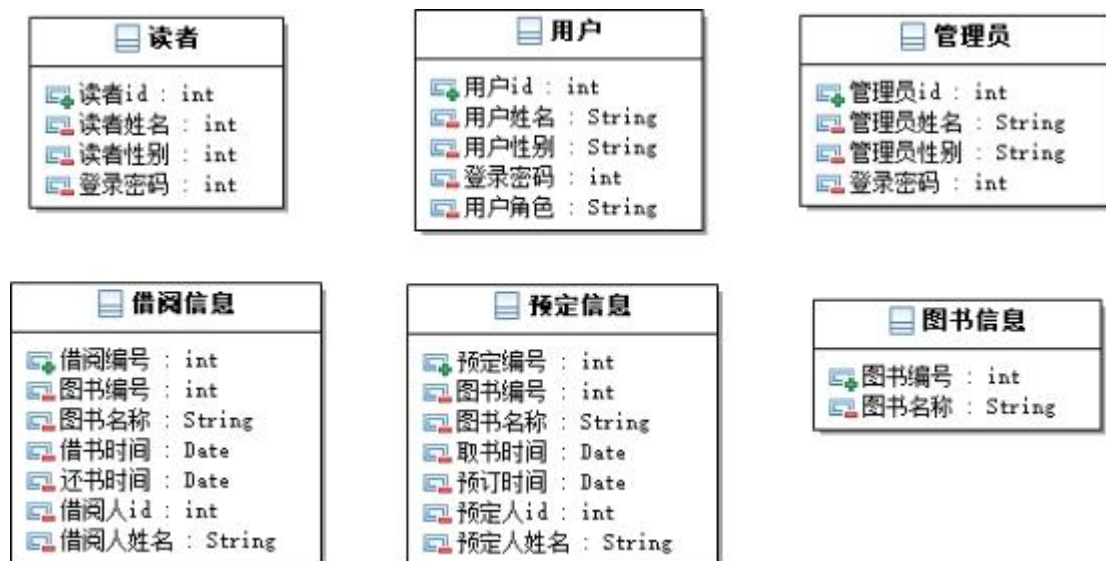 读者
读者id : int
读者姓名 : int
读者性别 : int
登录密码 : int
用户
用户id : int
用户姓名 : String
用户性别 : String
登录密码 : int
用户角色 : String
管理员
管理员id : int
管理员姓名 : String
管理员性别 : String
登录密码 : int
借阅信息
借阅编号 : int
图书编号 : int
图书名称 : String
借书时间 : Date
还书时间 : Date
借阅人id : int
借阅人姓名 : String
预定信息
预定编号 : int
图书编号 : int
图书名称 : String
取书时间 : Date
预订时间 : Date
预定人id : int
预定人姓名 : String
图书信息
图书编号 : int
图书名称 : String